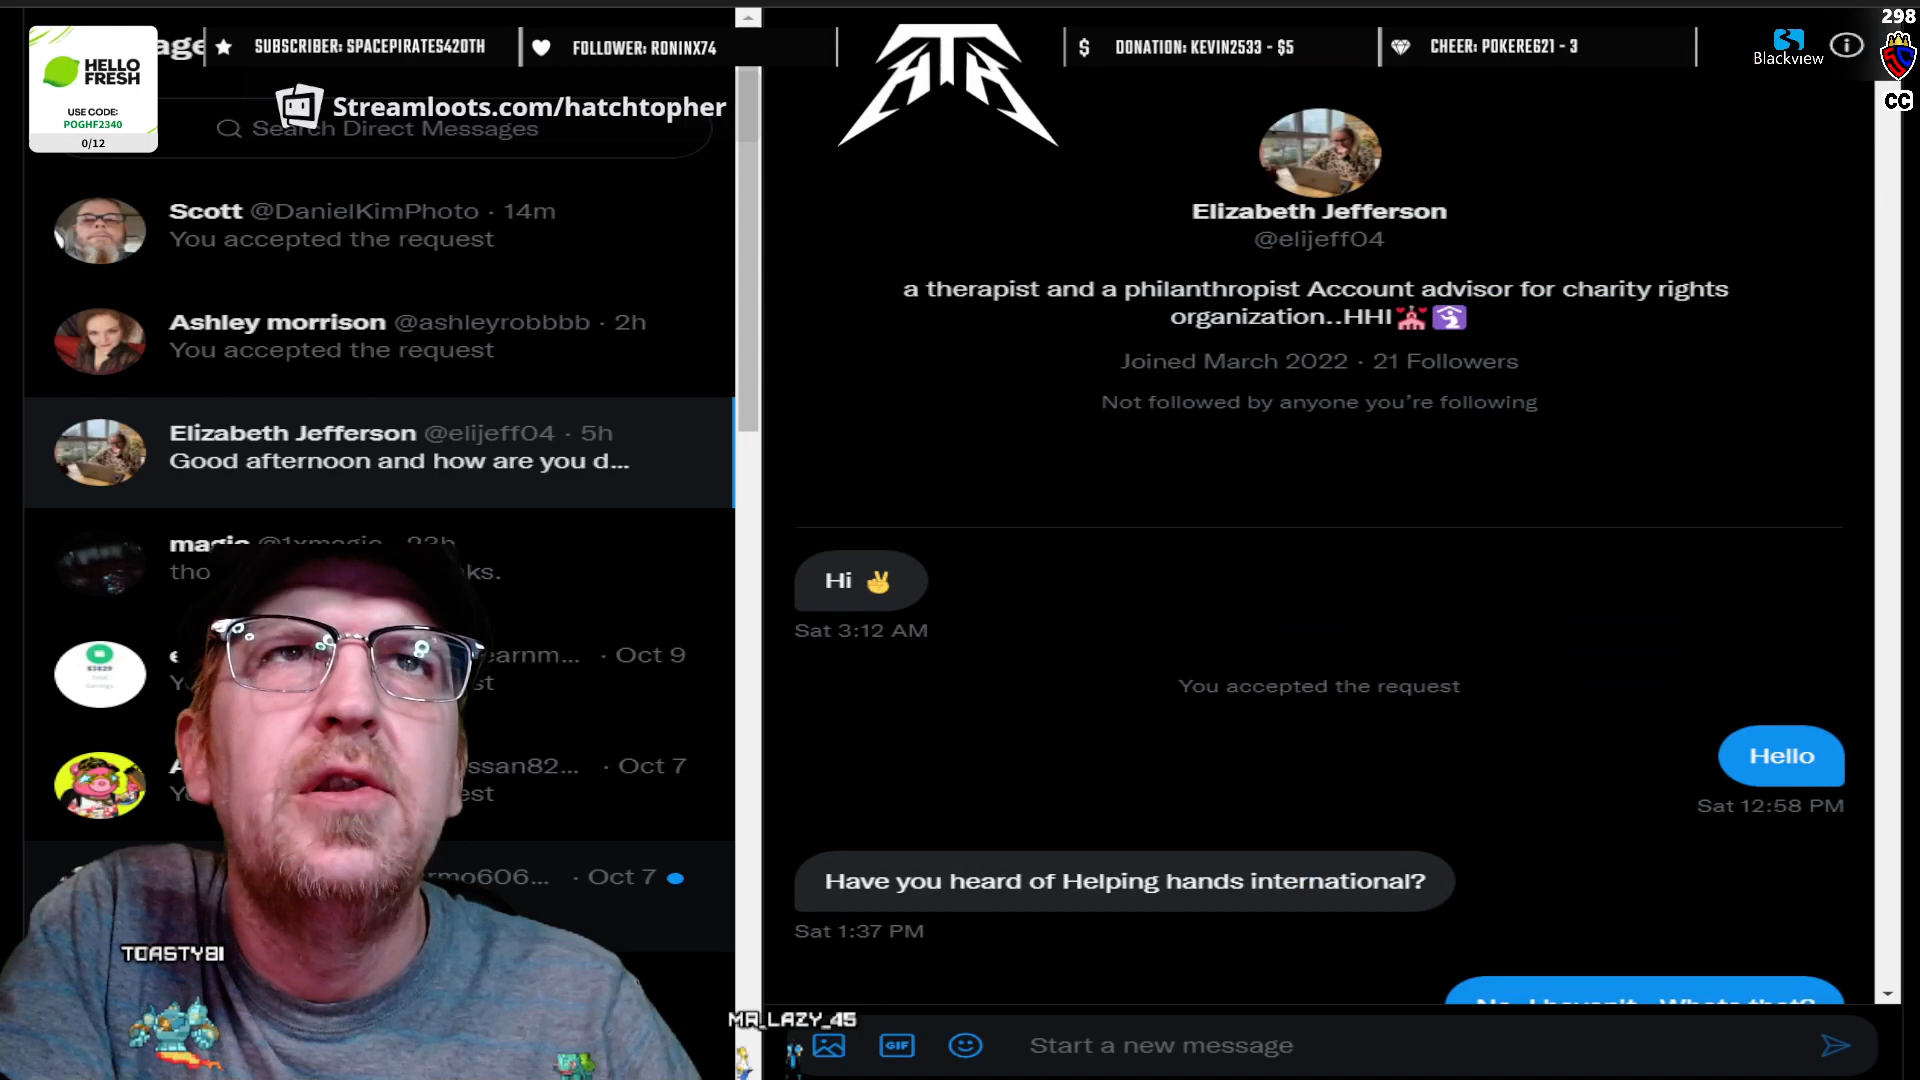 298
SUBSCRIBER: SPACEPIRATES420TH
FOLLOWER: RONINX74
DONATION: KEVIN2533 - $5
CHEER: POKERE621 - 3
Blackview
CC
HELLO
FRESH
USE CODE:
POGHF2340
0/12
Streamloots.com/hatchtopher
Search Direct Messages
Scott @DanielKimPhoto · 14m
You accepted the request
Ashley morrison @ashleyrobbbb · 2h
You accepted the request
Elizabeth Jefferson @elijeff04 · 5h
Good afternoon and how are you d...
magic @1xmagic · 23h
· Oct 9
· Oct 7
· Oct 7
TOASTY81
MR_LAZY_45
Elizabeth Jefferson
@elijeff04
a therapist and a philanthropist Account advisor for charity rights
organization..HHI💒🛐
Joined March 2022 · 21 Followers
Not followed by anyone you're following
Hi ✌
Sat 3:12 AM
You accepted the request
Hello
Sat 12:58 PM
Have you heard of Helping hands international?
Sat 1:37 PM
GIF
Start a new message